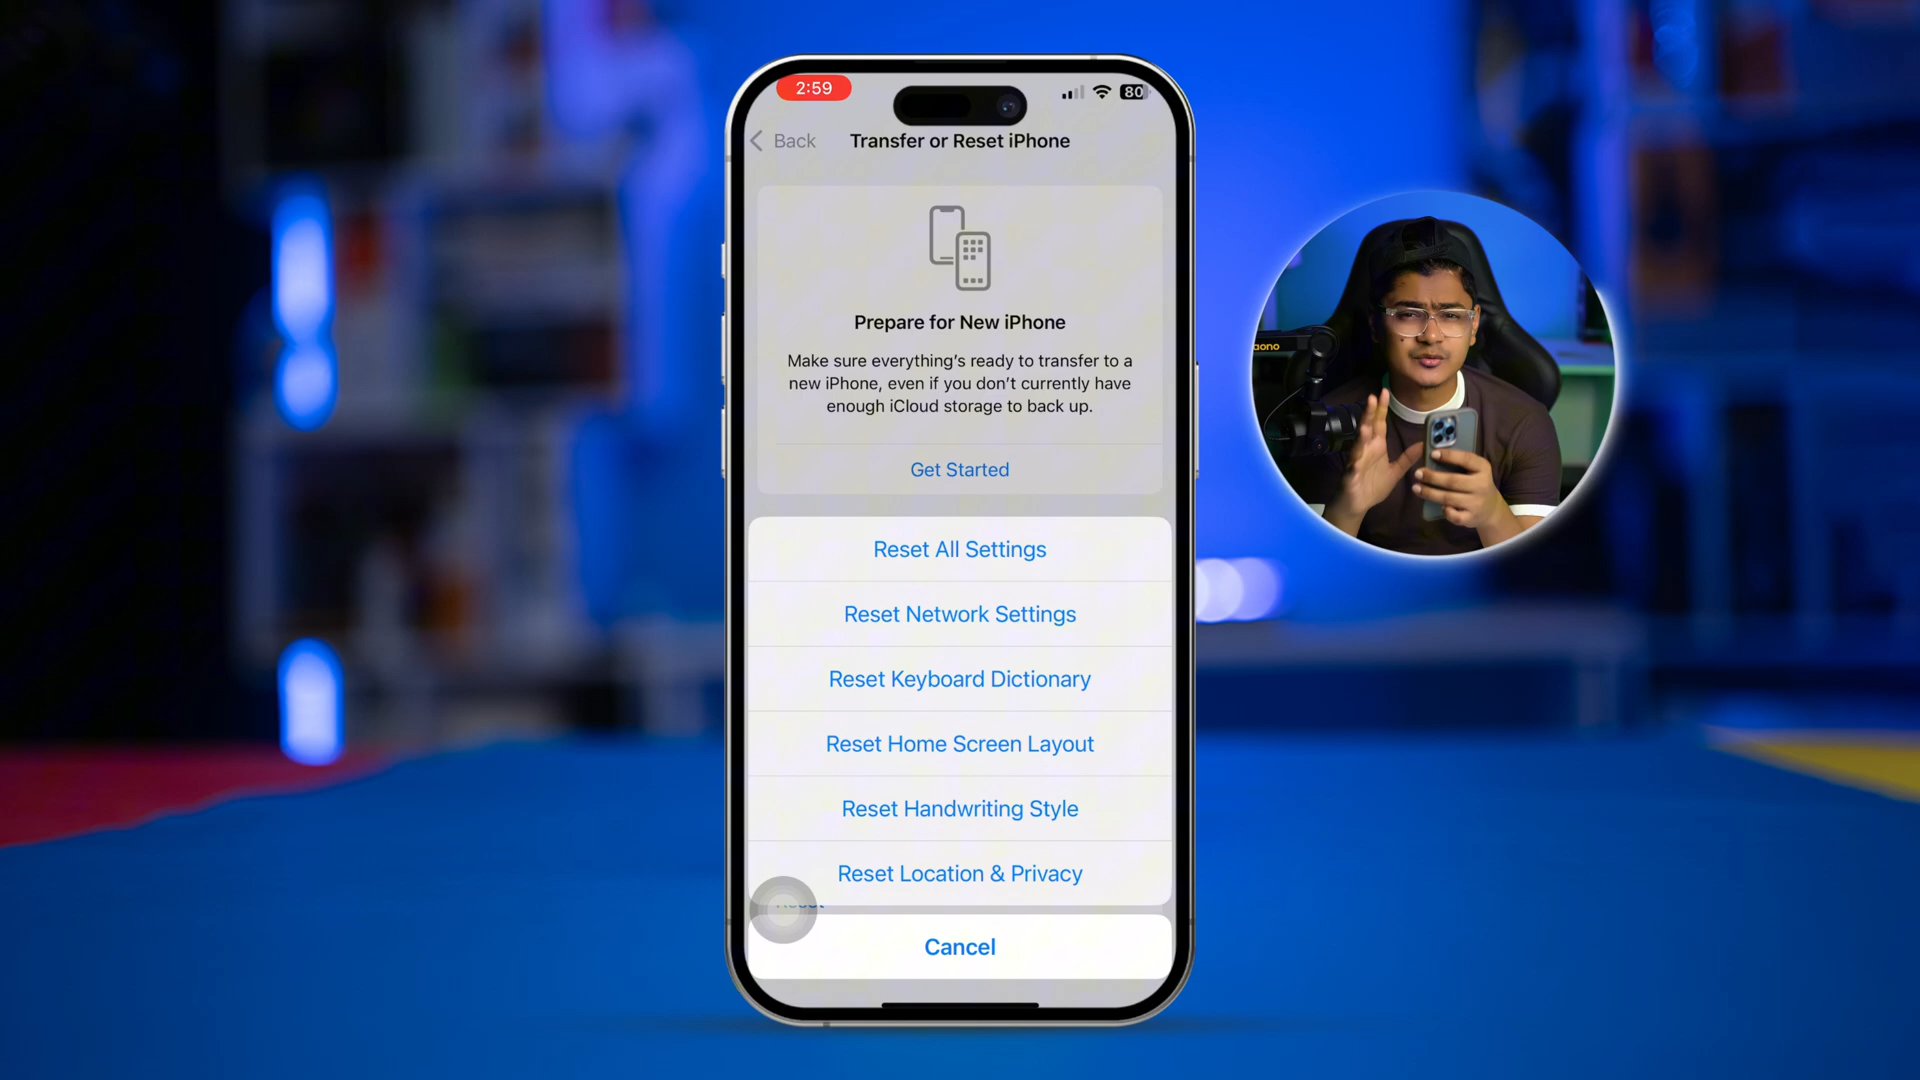 2:59
80
Back
Transfer or Reset iPhone
Prepare for New iPhone
Make sure everything’s ready to transfer to a
new iPhone, even if you don’t currently have
enough iCloud storage to back up.
Get Started
Reset All Settings
Reset Network Settings
Reset Keyboard Dictionary
Reset Home Screen Layout
Reset Handwriting Style
Reset Location & Privacy
Cancel